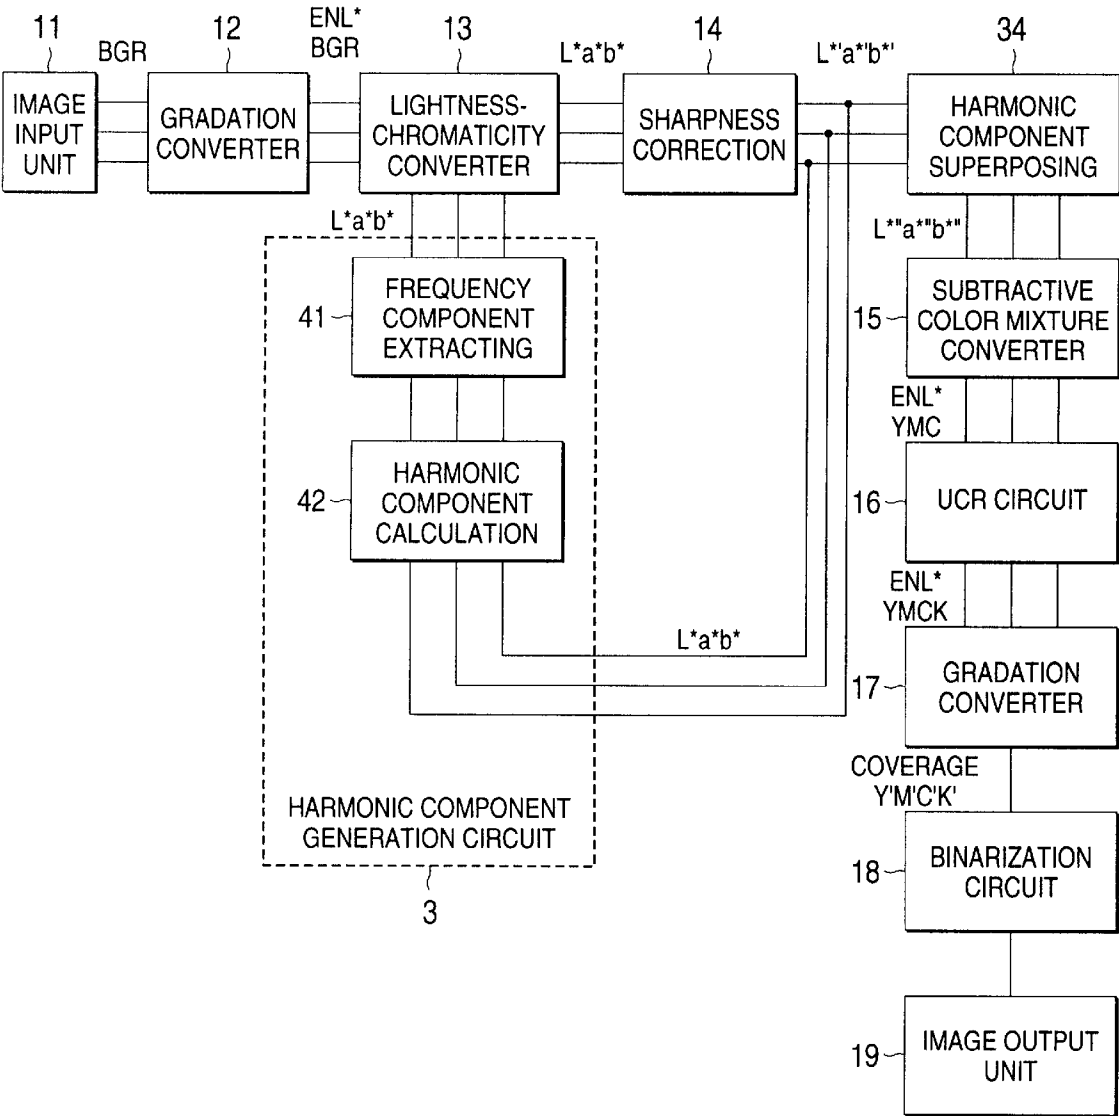 11
BGR
12
ENL*
BGR
13
L*a*b*
14
L*'a*'b*'
34
IMAGE
INPUT
UNIT
GRADATION
CONVERTER
LIGHTNESS-
CHROMATICITY
CONVERTER
SHARPNESS
CORRECTION
HARMONIC
COMPONENT
SUPERPOSING
L*a*b*
L*"a*"b*"
41
FREQUENCY
COMPONENT
EXTRACTING
15
SUBTRACTIVE
COLOR MIXTURE
CONVERTER
ENL*
YMC
42
HARMONIC
COMPONENT
CALCULATION
16
UCR CIRCUIT
ENL*
YMCK
L*a*b*
17
GRADATION
CONVERTER
COVERAGE
Y'M'C'K'
HARMONIC COMPONENT
GENERATION CIRCUIT
3
18
BINARIZATION
CIRCUIT
19
IMAGE OUTPUT
UNIT